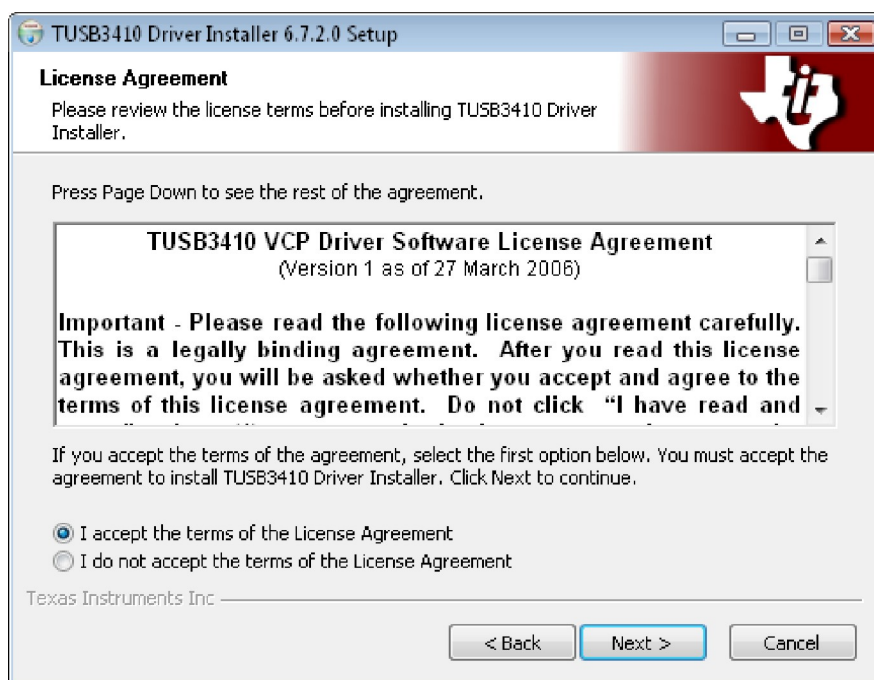 TUSB3410 Driver Installer 6.7.2.0 Setup
License Agreement
Please review the license terms before installing TUSB3410 Driver
Installer.
Press Page Down to see the rest of the agreement.
TUSB3410 VCP Driver Software License Agreement
(Version 1 as of 27 March 2006)
Important - Please read the following license agreement carefully.
This is a legally binding agreement. After you read this license
agreement, you will be asked whether you accept and agree to the
terms of this license agreement. Do not click “I have read and
If you accept the terms of the agreement, select the first option below. You must accept the
agreement to install TUSB3410 Driver Installer. Click Next to continue.
I accept the terms of the License Agreement
I do not accept the terms of the License Agreement
Texas Instruments Inc
< Back Next > Cancel